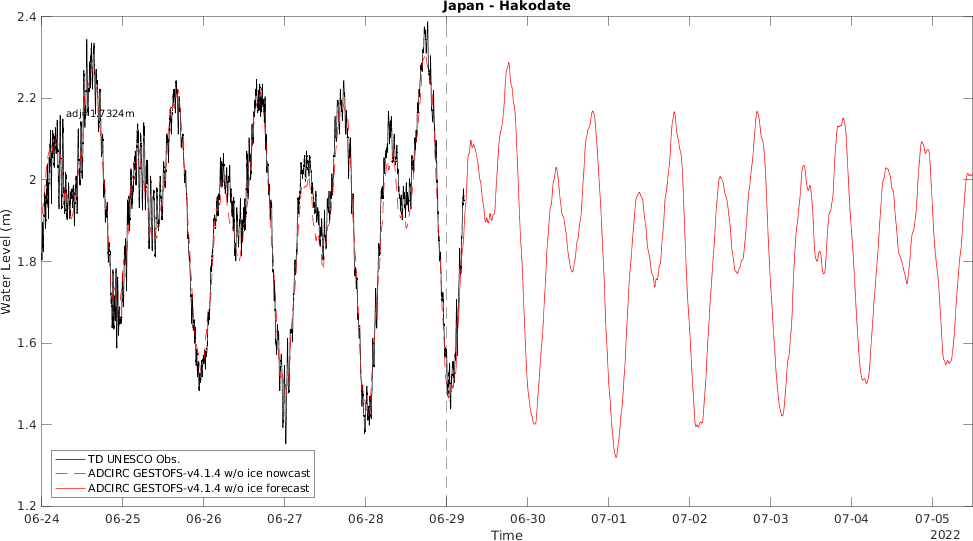 Japan - Hakodate
2.4
2.2
2
1.8
1.6
1.4
1.2
Water Level (m)
adj:-1.7324m
TD UNESCO Obs.
ADCIRC GESTOFS-v4.1.4 w/o ice nowcast
ADCIRC GESTOFS-v4.1.4 w/o ice forecast
06-24 06-25 06-26 06-27 06-28 06-29 06-30 07-01 07-02 07-03 07-04 07-05
Time
2022